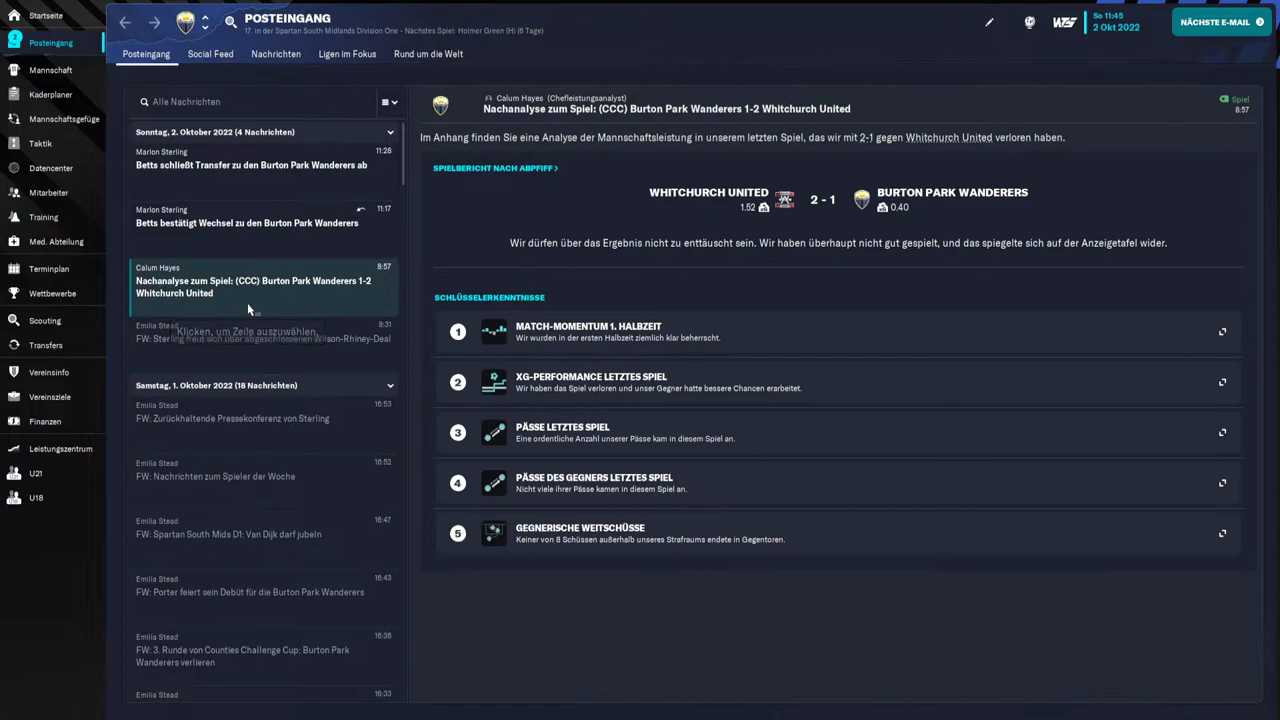 Startseite
2
Posteingang
Mannschaft
Kaderplaner
Mannschaftsgefüge
Taktik
Datencenter
Mitarbeiter
Training
Med. Abteilung
Terminplan
Wettbewerbe
Scouting
Transfers
Vereinsinfo
Vereinsziele
Finanzen
Leistungszentrum
U21
U18
POSTEINGANG
17. in der Spartan South Midlands Division One - Nächstes Spiel: Holmer Green (H) (6 Tage)
So 11:45
2 Okt 2022
NÄCHSTE E-MAIL
Posteingang
Social Feed
Nachrichten
Ligen im Fokus
Rund um die Welt
Alle Nachrichten
Sonntag, 2. Oktober 2022 (4 Nachrichten)
Marlon Sterling 11:28
Betts schließt Transfer zu den Burton Park Wanderers ab
Marlon Sterling 11:17
Betts bestätigt Wechsel zu den Burton Park Wanderers
Calum Hayes 8:57
Nachanalyse zum Spiel: (CCC) Burton Park Wanderers 1-2
Whitchurch United
Klicken, um Zeile auszuwählen.
Emilia Stead 8:31
FW: Sterling freut sich über abgeschlossenen Wilson-Rhiney-Deal
Samstag, 1. Oktober 2022 (18 Nachrichten)
Emilia Stead 16:53
FW: Zurückhaltende Pressekonferenz von Sterling
Emilia Stead 16:52
FW: Nachrichten zum Spieler der Woche
Emilia Stead 16:47
FW: Spartan South Mids D1: Van Dijk darf jubeln
Emilia Stead 16:43
FW: Porter feiert sein Debüt für die Burton Park Wanderers
Emilia Stead 16:36
FW: 3. Runde von Counties Challenge Cup: Burton Park
Wanderers verlieren
Emilia Stead 16:33
Calum Hayes (Chefleistungsanalyst)
Nachanalyse zum Spiel: (CCC) Burton Park Wanderers 1-2 Whitchurch United
Spiel
8:57
Im Anhang finden Sie eine Analyse der Mannschaftsleistung in unserem letzten Spiel, das wir mit 2-1 gegen Whitchurch United verloren haben.
SPIELBERICHT NACH ABPFIFF >
WHITCHURCH UNITED 2 - 1 BURTON PARK WANDERERS
1.52 0.40
Wir dürfen über das Ergebnis nicht zu enttäuscht sein. Wir haben überhaupt nicht gut gespielt, und das spiegelte sich auf der Anzeigetafel wider.
SCHLÜSSELERKENNTNISSE
1
MATCH-MOMENTUM 1. HALBZEIT
Wir wurden in der ersten Halbzeit ziemlich klar beherrscht.
2
XG-PERFORMANCE LETZTES SPIEL
Wir haben das Spiel verloren und unser Gegner hatte bessere Chancen erarbeitet.
3
PÄSSE LETZTES SPIEL
Eine ordentliche Anzahl unserer Pässe kam in diesem Spiel an.
4
PÄSSE DES GEGNERS LETZTES SPIEL
Nicht viele ihrer Pässe kamen in diesem Spiel an.
5
GEGNERISCHE WEITSCHÜSSE
Keiner von 8 Schüssen außerhalb unseres Strafraums endete in Gegentoren.